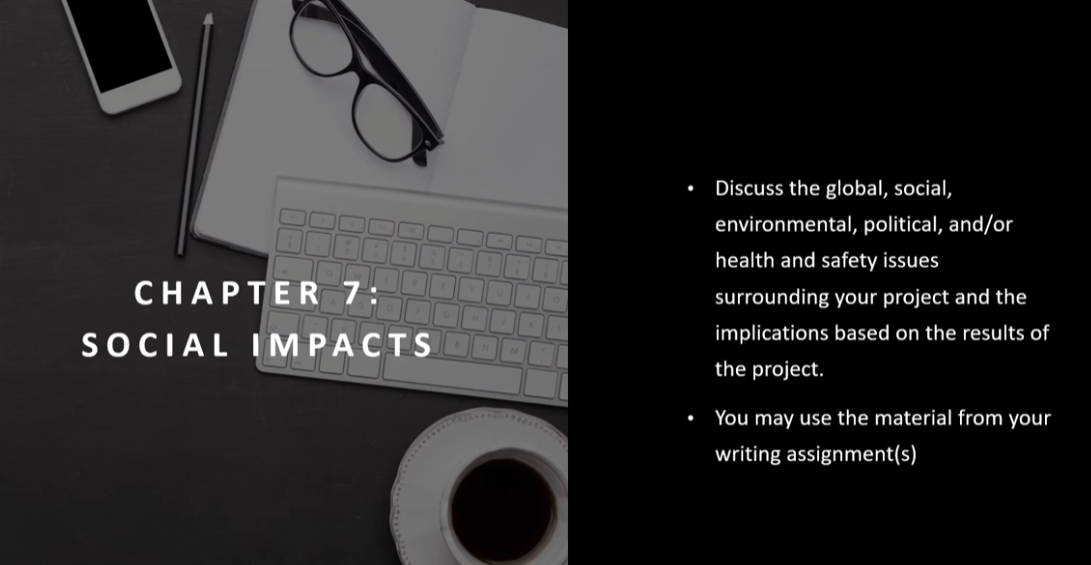 CHAPTER 7:
SOCIAL IMPACTS
• Discuss the global, social,
environmental, political, and/or
health and safety issues
surrounding your project and the
implications based on the results of
the project.
• You may use the material from your
writing assignment(s)